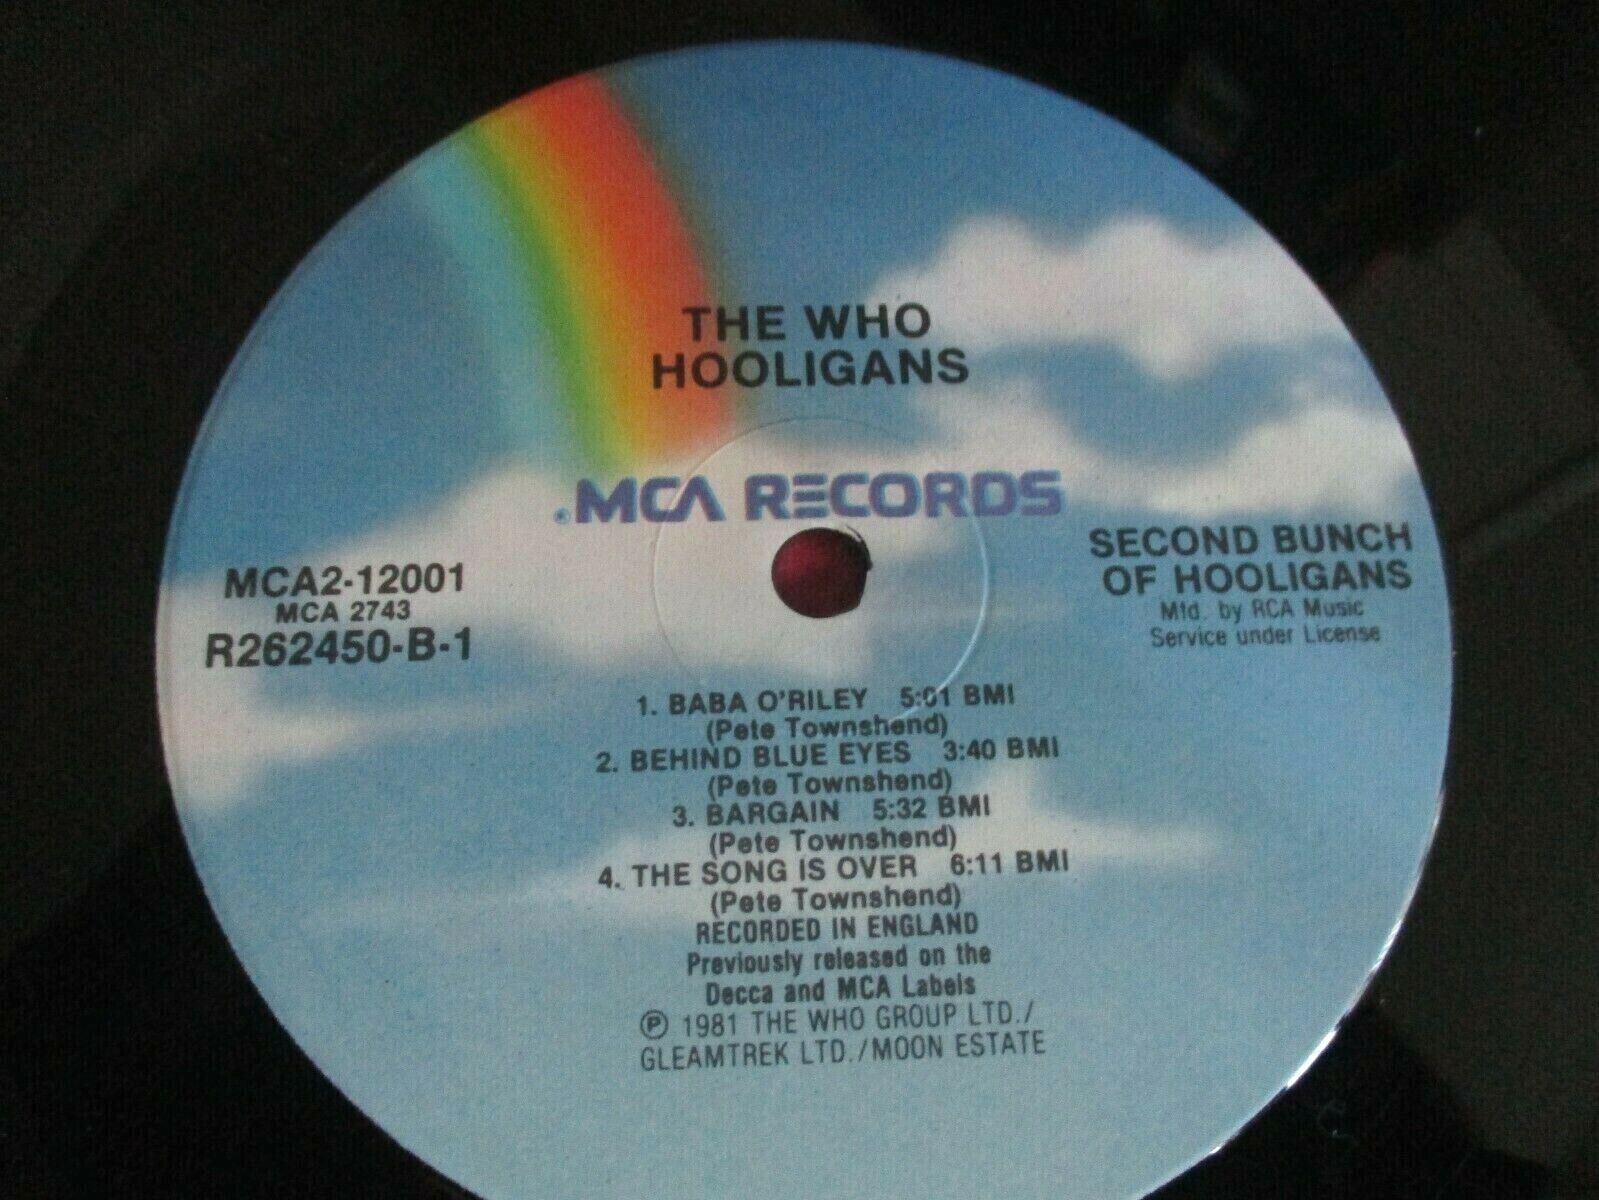 THE WHO
HOOLIGANS
®MCA RECORDS
MCA2-12001
MCA 2743
R262450-B-1
SECOND BUNCH
OF HOOLIGANS
Mfd. by RCA Music
Service under License
1. BABA O'RILEY 5:01 BMI
(Pete Townshend)
2. BEHIND BLUE EYES 3:40 BMI
(Pete Townshend)
3. BARGAIN 5:32 BMI
(Pete Townshend)
4. THE SONG IS OVER 6:11 BMI
(Pete Townshend)
RECORDED IN ENGLAND
Previously released on the
Decca and MCA Labels
℗ 1981 THE WHO GROUP LTD./
GLEAMTREK LTD./MOON ESTATE